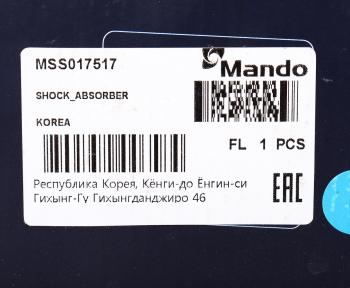 MSS017517
Mando
SHOCK_ABSORBER
KOREA
FL 1 PCS
Республика Корея, Кёнги-до Ёнгин-си
Гихынг-Гу Гихынгданджиро 46
EAC